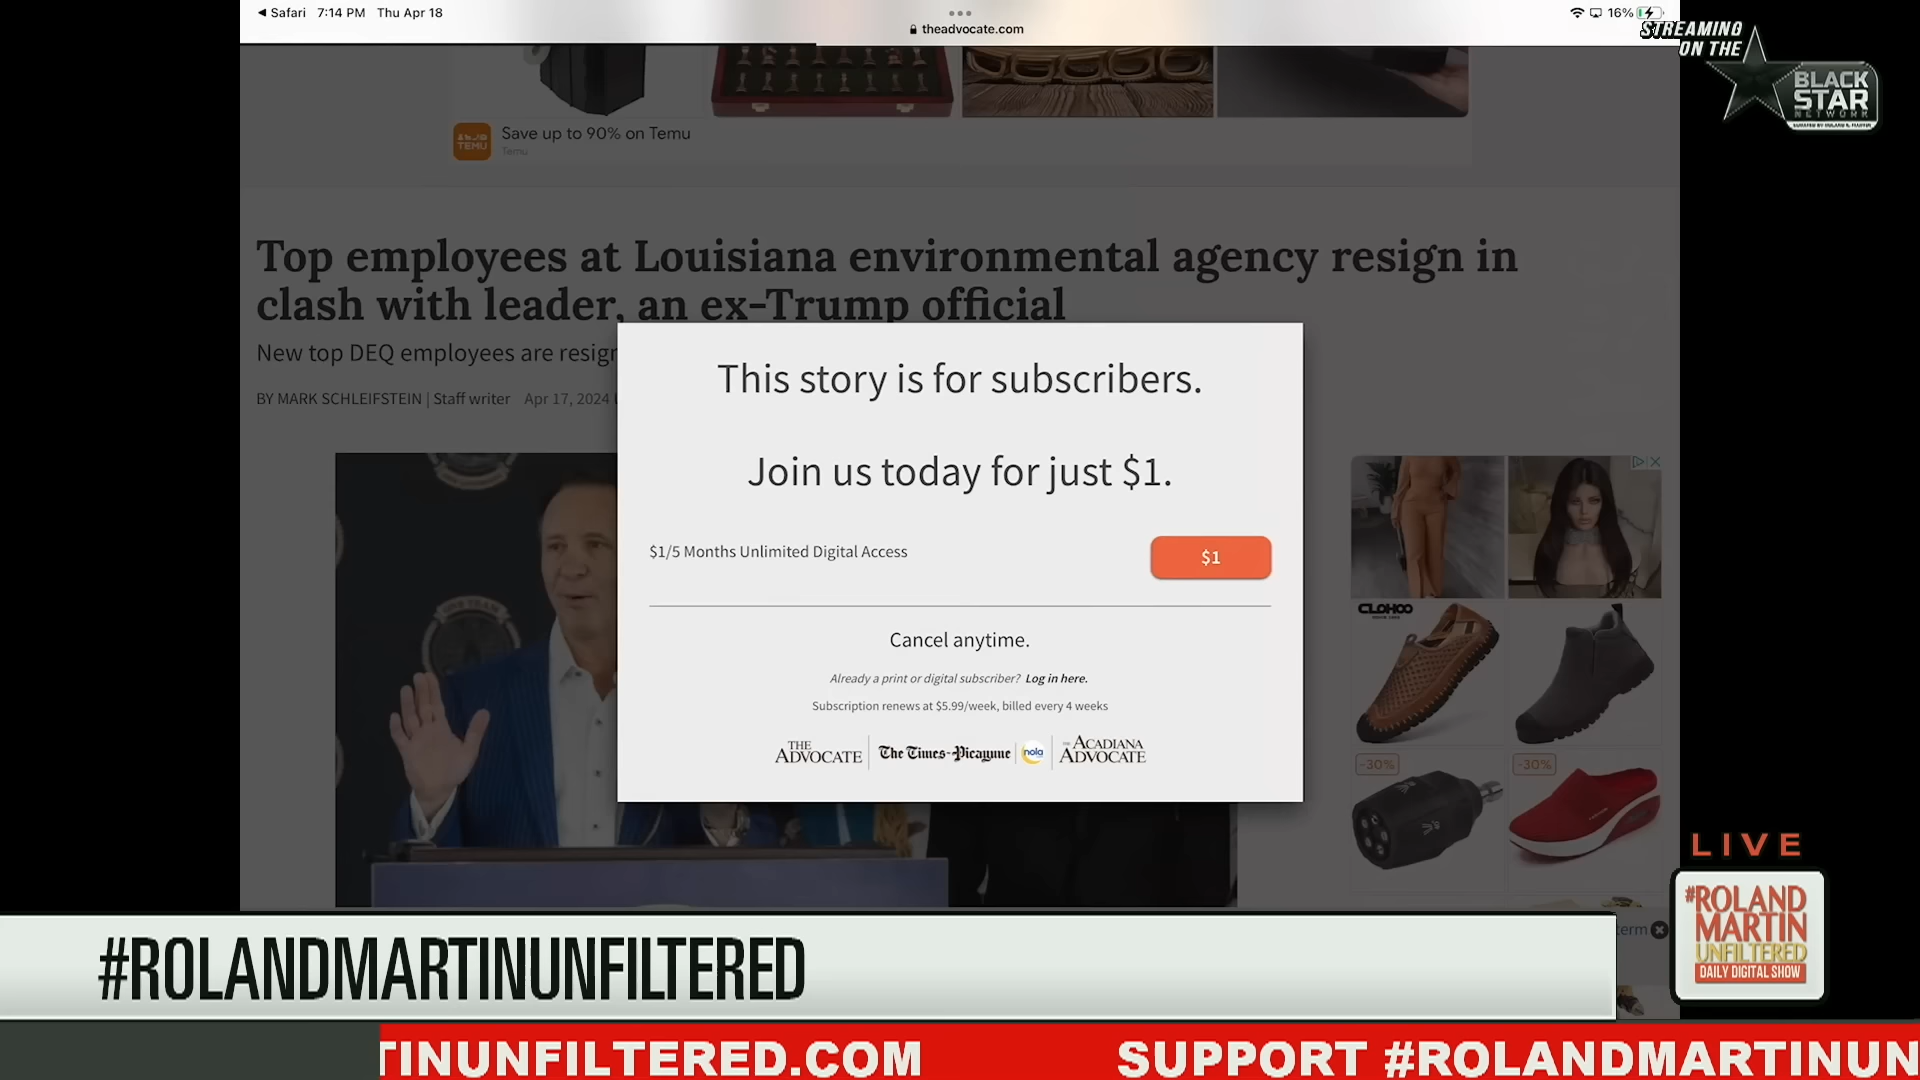 Safari 7:14 PM Thu Apr 18
theadvocate.com
16%
STREAMING
ON THE
BLACK
STAR
NETWORK
Save up to 90% on Temu
TEMU
Temu
Top employees at Louisiana environmental agency resign in
clash with leader, an ex-Trump official
New top DEQ employees are resign
BY MARK SCHLEIFSTEIN | Staff writer Apr 17, 2024
This story is for subscribers.
Join us today for just $1.
$1/5 Months Unlimited Digital Access
$1
Cancel anytime.
Already a print or digital subscriber? Log in here.
Subscription renews at $5.99/week, billed every 4 weeks
THE ADVOCATE
The Times-Picayune
nola
THE ACADIANA ADVOCATE
CLOHOO
-30%
-30%
term
LIVE
#ROLAND
MARTIN
UNFILTERED
DAILY DIGITAL SHOW
#ROLANDMARTINUNFILTERED
TINUNFILTERED.COM SUPPORT #ROLANDMARTINUN